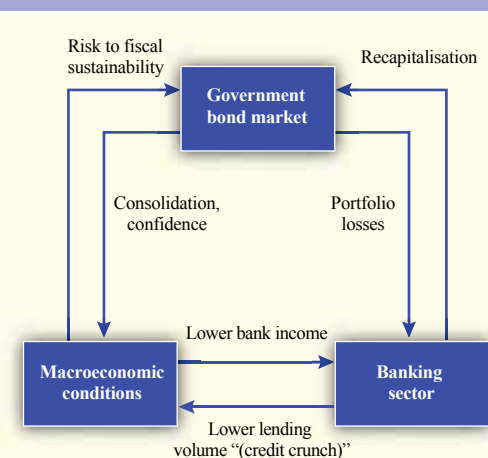 Risk to fiscal
sustainability
Recapitalisation
Government
bond market
Consolidation,
confidence
Portfolio
losses
Lower bank income
Macroeconomic
conditions
Banking
sector
Lower lending
volume “(credit crunch)”